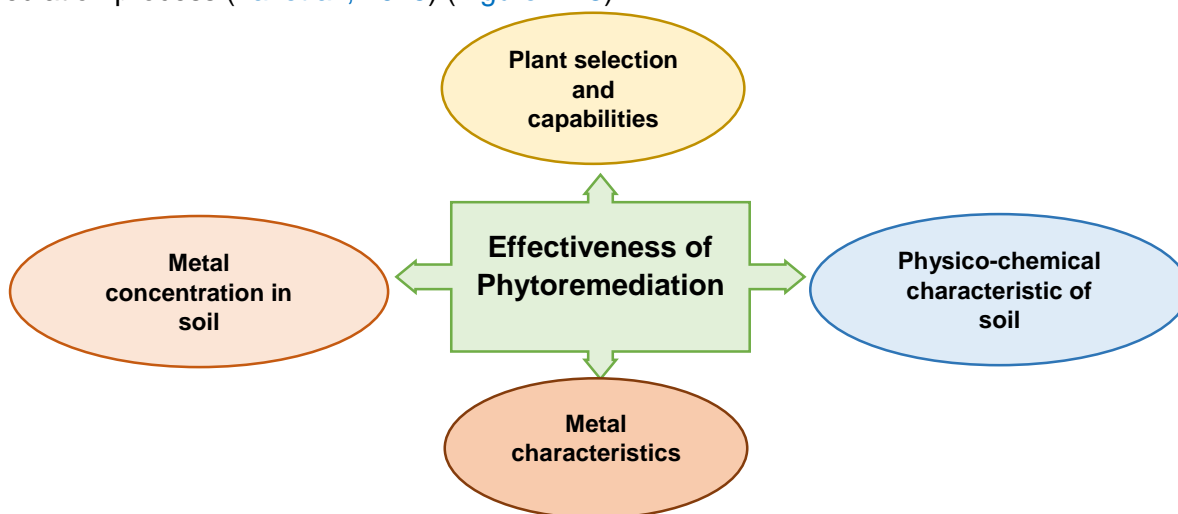 Plant selection
and
capabilities
Effectiveness of
Phytoremediation
Metal
concentration in
soil
Physico-chemical
characteristic of
soil
Metal
characteristics